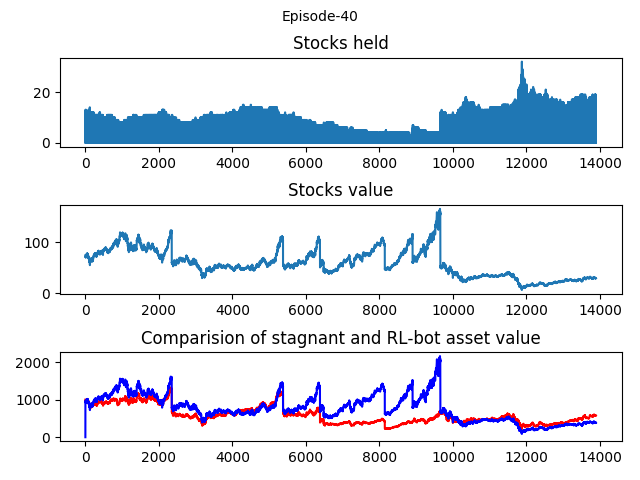 Episode-40
Stocks held
20
0
0 2000 4000 6000 8000 10000 12000 14000
Stocks value
100
0
0 2000 4000 6000 8000 10000 12000 14000
Comparision of stagnant and RL-bot asset value
2000
1000
0
0 2000 4000 6000 8000 10000 12000 14000